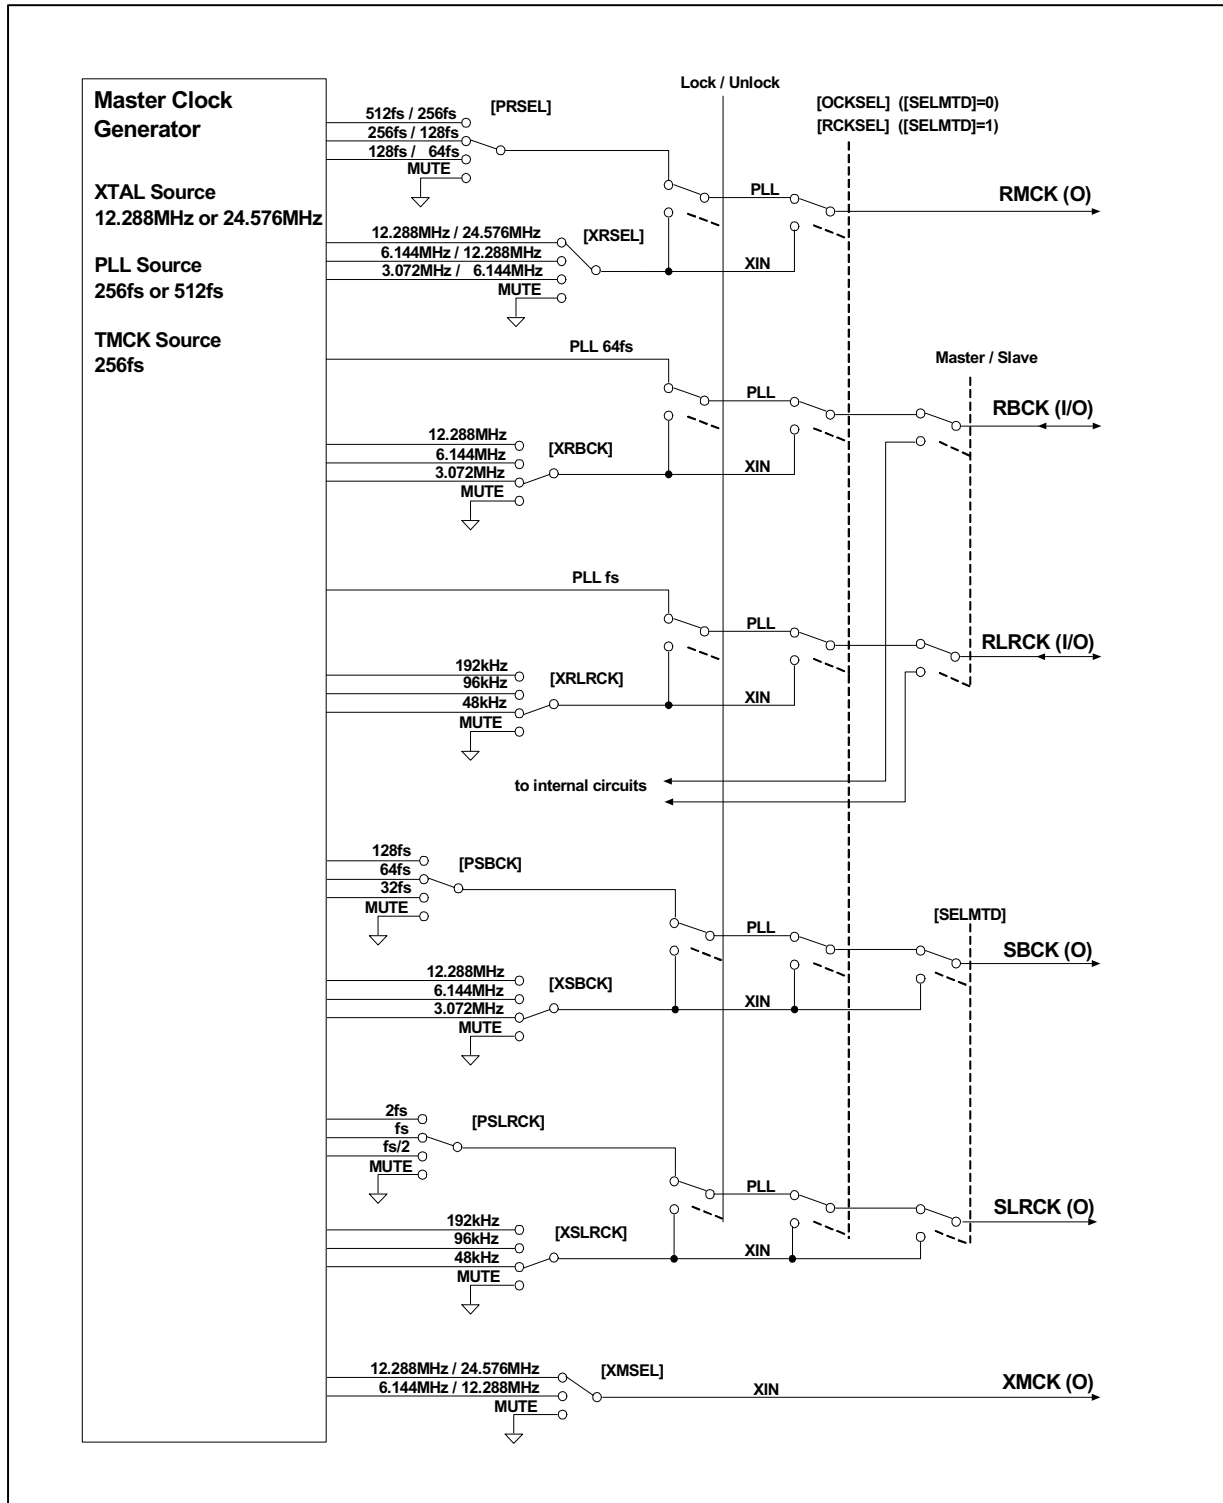 Master Clock
Generator
XTAL Source
12.288MHz or 24.576MHz
PLL Source
256fs or 512fs
TMCK Source
256fs
Lock / Unlock
[OCKSEL] ([SELMTD]=0)
[RCKSEL] ([SELMTD]=1)
512fs / 256fs
256fs / 128fs
128fs / 64fs
MUTE
[PRSEL]
PLL
RMCK (O)
12.288MHz / 24.576MHz
6.144MHz / 12.288MHz
3.072MHz / 6.144MHz
MUTE
[XRSEL]
XIN
PLL 64fs
Master / Slave
PLL
RBCK (I/O)
12.288MHz
6.144MHz
3.072MHz
MUTE
[XRBCK]
XIN
PLL fs
PLL
RLRCK (I/O)
192kHz
96kHz
48kHz
MUTE
[XRLRCK]
XIN
to internal circuits
128fs
64fs
32fs
MUTE
[PSBCK]
[SELMTD]
PLL
SBCK (O)
12.288MHz
6.144MHz
3.072MHz
MUTE
[XSBCK]
XIN
2fs
fs
fs/2
MUTE
[PSLRCK]
PLL
SLRCK (O)
192kHz
96kHz
48kHz
MUTE
[XSLRCK]
XIN
12.288MHz / 24.576MHz
6.144MHz / 12.288MHz
MUTE
[XMSEL]
XIN
XMCK (O)